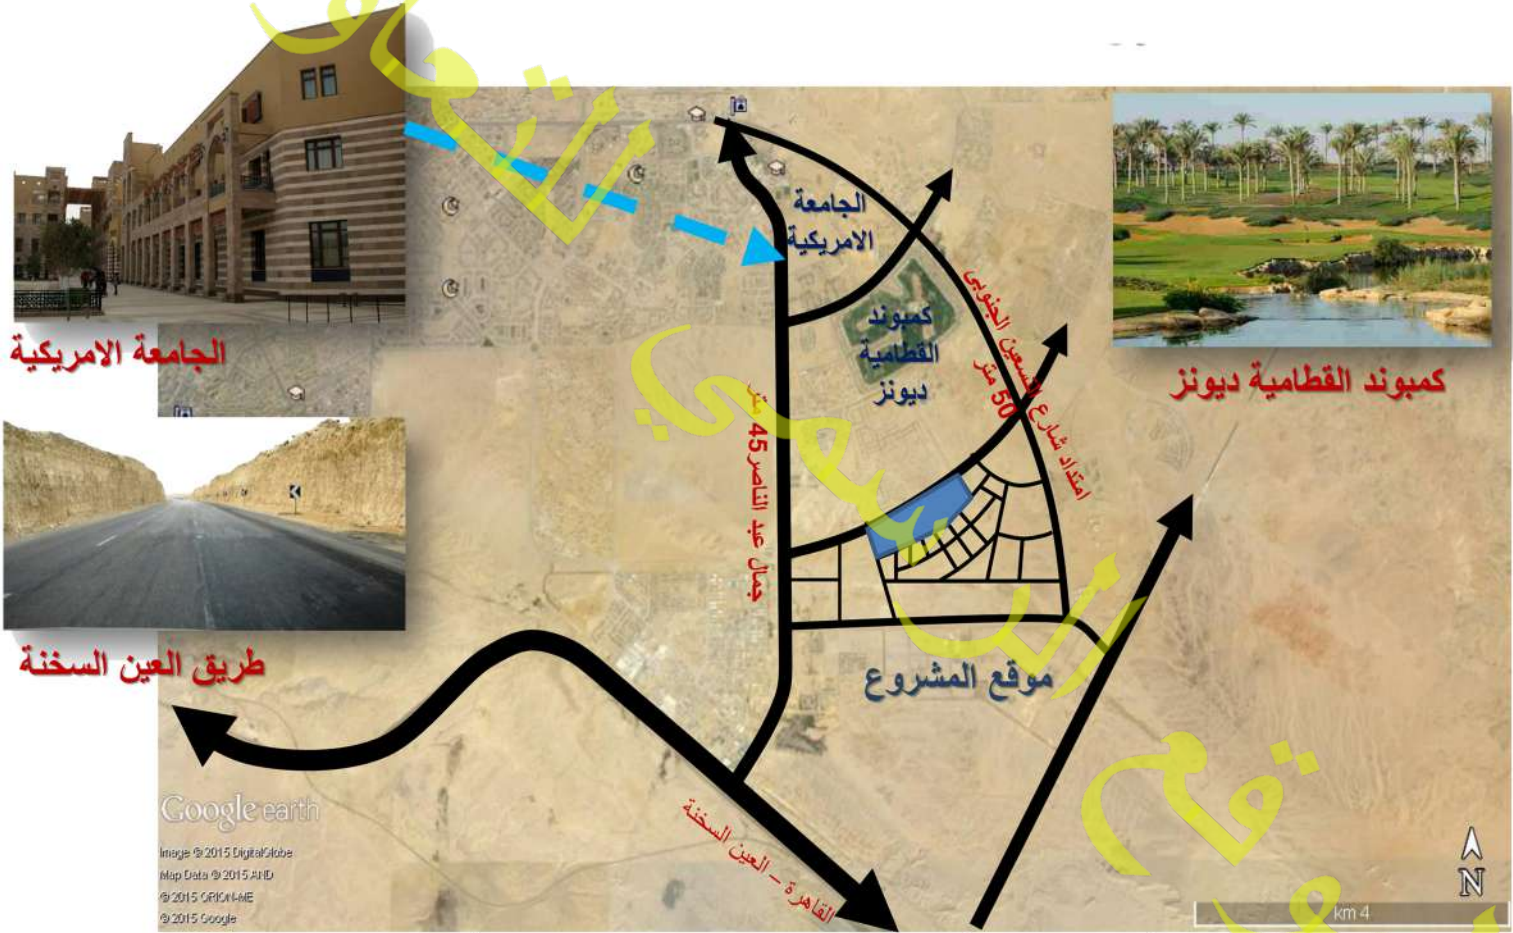 الجامعة
الامريكية
كمبوند
القطامية
ديونز
امتداد شارع التسعين الجنوبى
50 متر
جمال عبد الناصر 45 متر
الجامعة الامريكية
كمبوند القطامية ديونز
طريق العين السخنة
موقع المشروع
القاهرة – العين السخنة
Google earth
Image © 2015 DigitalGlobe
Map Data © 2015 AND
© 2015 ORION-ME
© 2015 Google
N
km 4